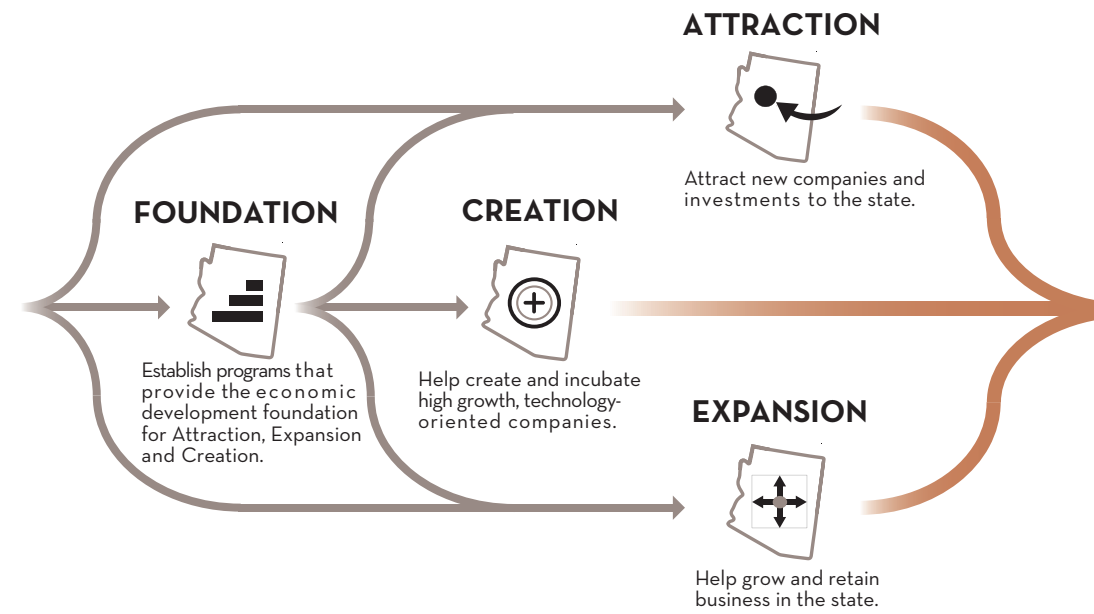 ATTRACTION
Attract new companies and
investments to the state.
FOUNDATION
Establish programs that
provide the economic
development foundation
for Attraction, Expansion
and Creation.
CREATION
Help create and incubate
high growth, technology-
oriented companies.
EXPANSION
Help grow and retain
business in the state.